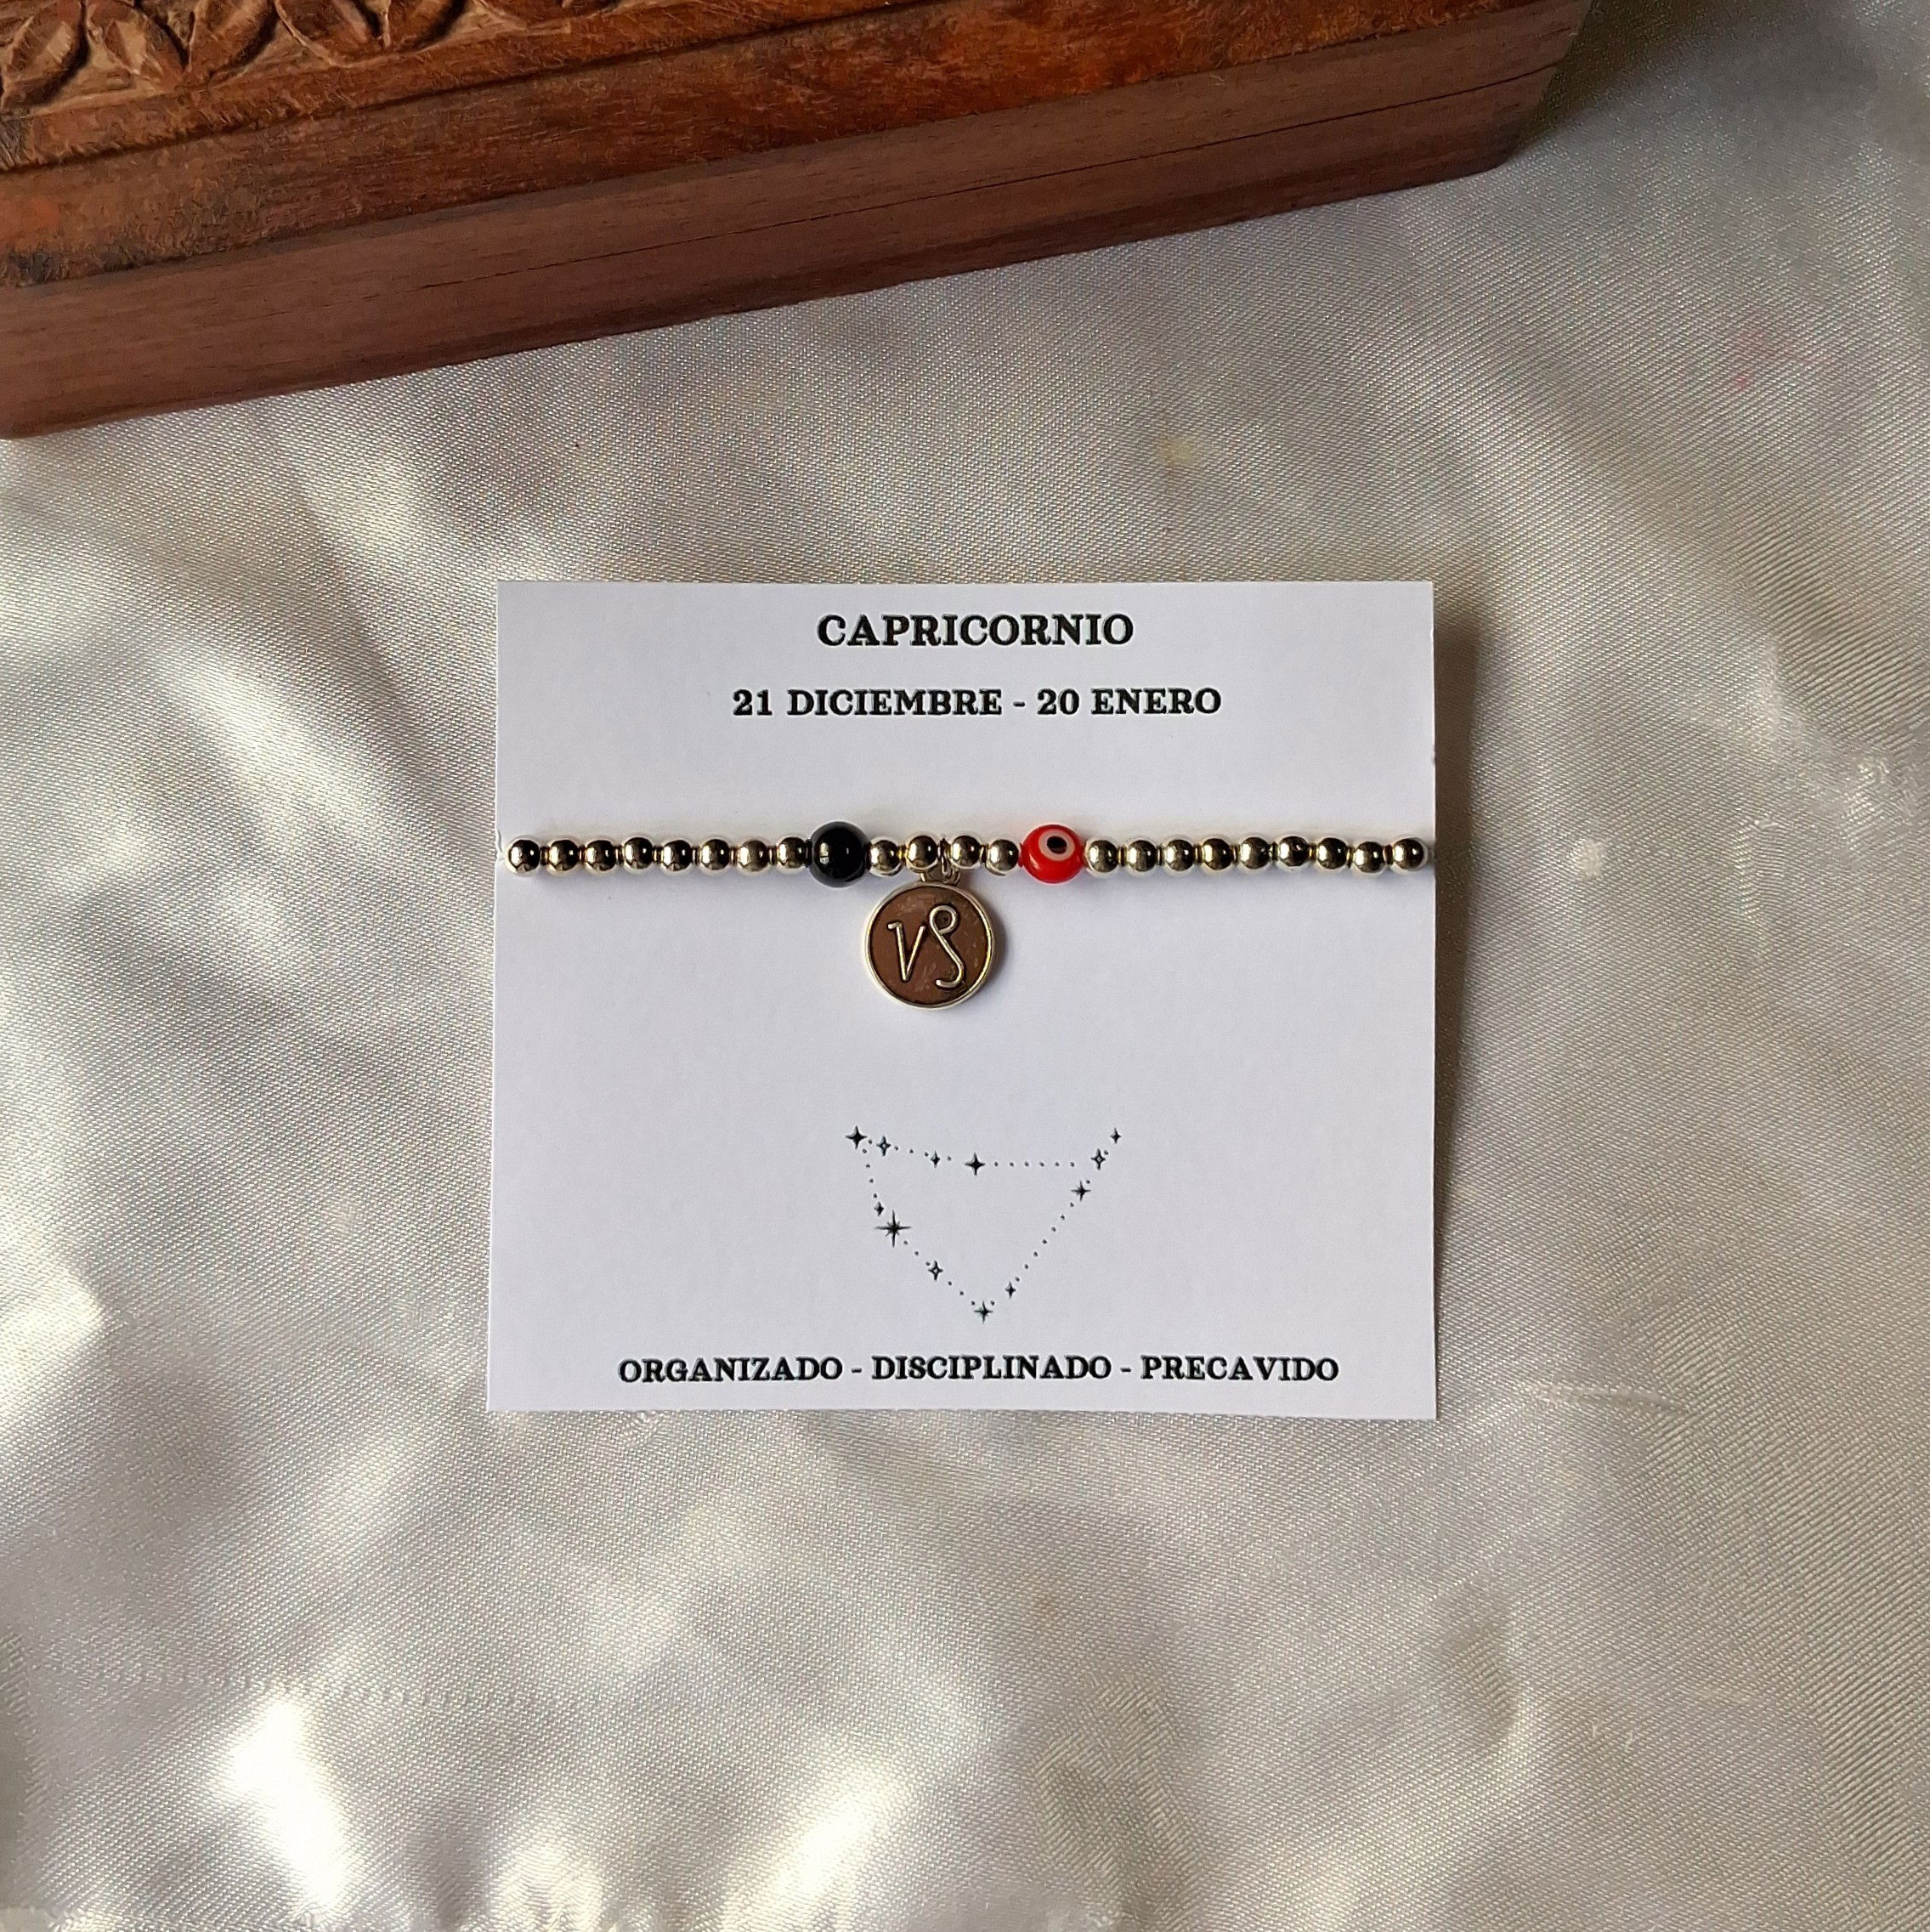 CAPRICORNIO
21 DICIEMBRE - 20 ENERO
ORGANIZADO - DISCIPLINADO - PRECAVIDO